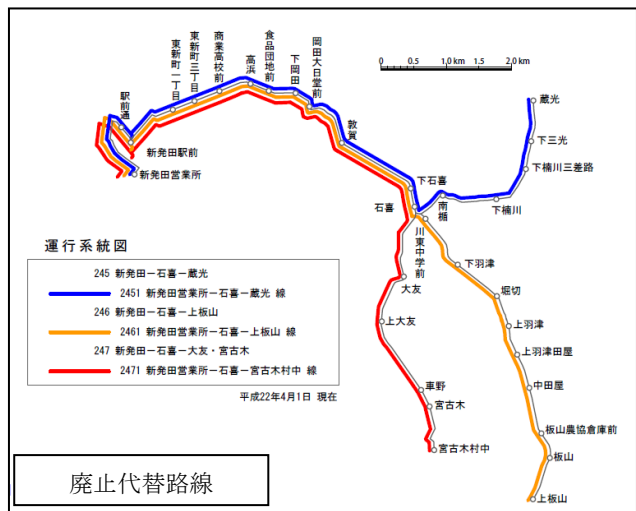 岡田大日堂前
下岡田
食品団地前
高浜
商業高校前
東新町三丁目
東新町一丁目
駅前通
新発田駅前
新発田営業所
敦賀
0
1.0km
2.0km
蔵光
下三光
下楠川三差路
下楠川
南楯
下石喜
石喜
川東中学前
下羽津
堀切
上羽津
上羽津田屋
中田屋
板山農協倉庫前
板山
上板山
大友
上大友
車野
宮古木
宮古木村中
運行系統図
245 新発田－石喜－蔵光
2451 新発田営業所－石喜－蔵光 線
246 新発田－石喜－上板山
2461 新発田営業所－石喜－上板山 線
247 新発田－石喜－大友・宮古木
2471 新発田営業所－石喜－宮古木村中 線
平成22年4月1日 現在
廃止代替路線